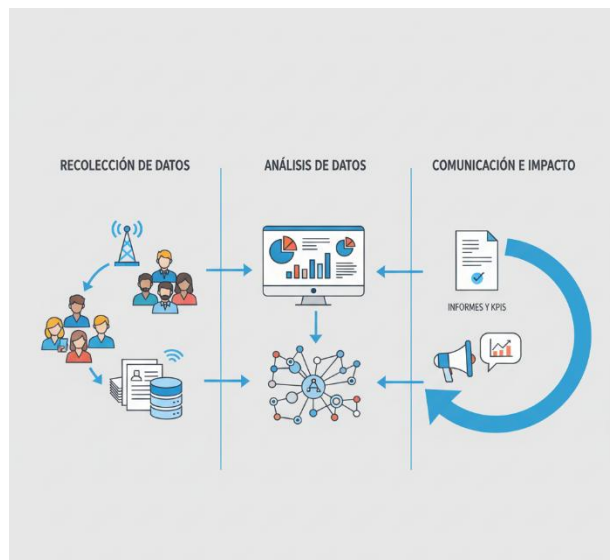 RECOLECCIÓN DE DATOS
ANÁLISIS DE DATOS
COMUNICACIÓN E IMPACTO
INFORMES Y KPIS